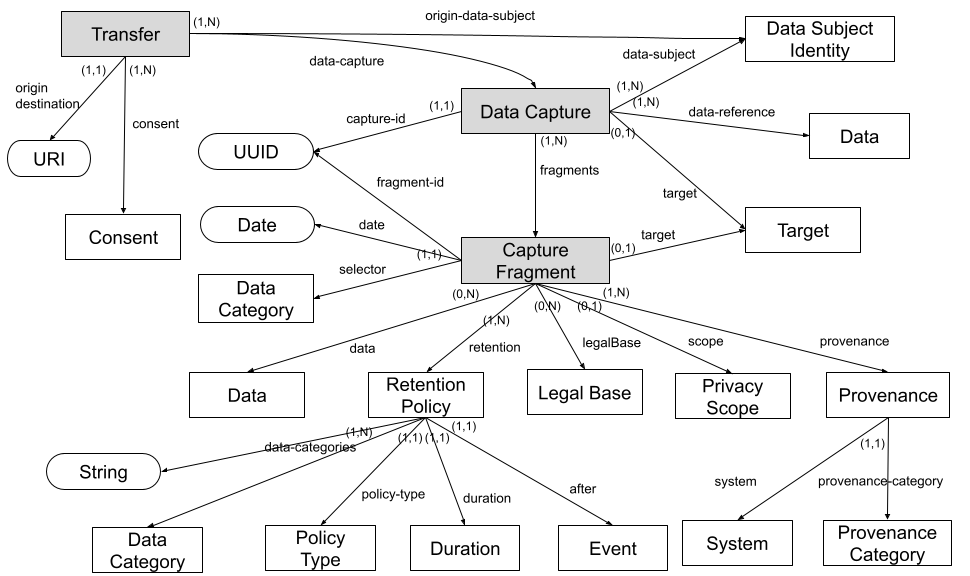 origin-data-subject
(1,N)
Transfer
Data Subject
Identity
data-subject
data-capture
(1,1)
(1,N)
origin
destination
(1,N)
(1,N)
(1,1)
Data Capture
data-reference
capture-id
consent
(0,1)
Data
URI
UUID
(1,N)
fragments
fragment-id
target
Date
date
Consent
target
Target
(1,1)
Capture
Fragment
(0,1)
selector
Data
Category
(0,N)
(1,N)
(0,N)
(0,1)
(1,N)
data
retention
legalBase
scope
provenance
Data
Retention
Policy
Legal Base
Privacy
Scope
Provenance
(1,N)
(1,1)
(1,1)
(1,1)
data-categories
(1,1)
String
policy-type
duration
after
system
provenance-category
Data
Category
Policy
Type
Duration
Event
System
Provenance
Category